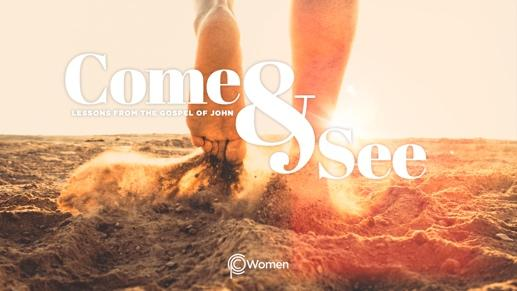 Come
&
LESSONS FROM THE GOSPEL OF JOHN
See
Women